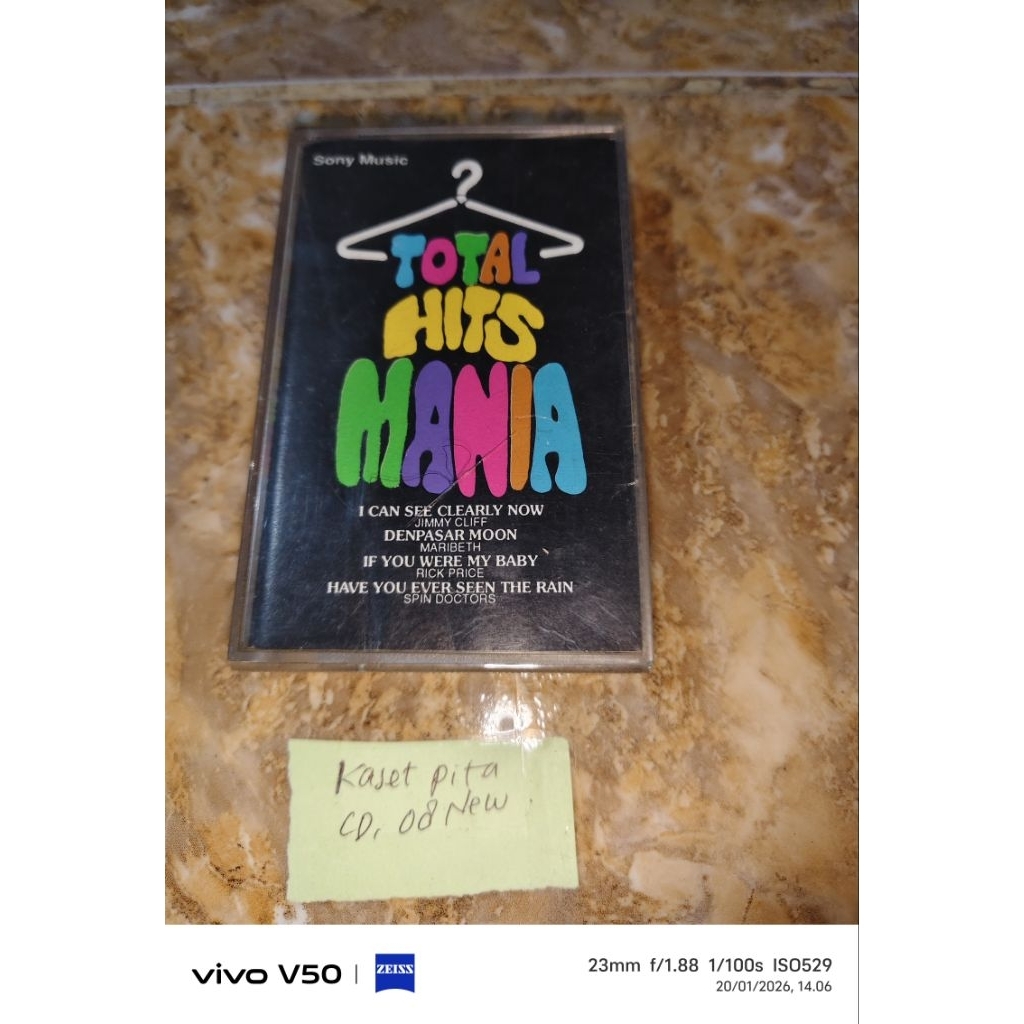 Sony Music
TOTAL
HITS
MANIA
I CAN SEE CLEARLY NOW
JIMMY CLIFF
DENPASAR MOON
MARIBETH
IF YOU WERE MY BABY
RICK PRICE
HAVE YOU EVER SEEN THE RAIN
SPIN DOCTORS
Kaset pita
CD, 08 New
vivo V50 | ZEISS
23mm f/1.88 1/100s ISO529
20/01/2026, 14.06